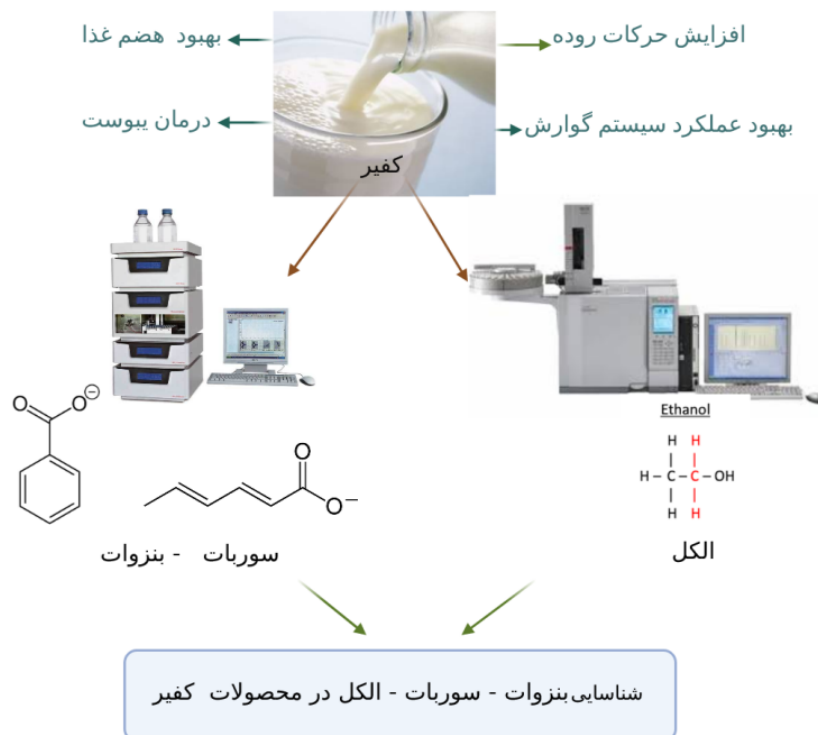 افزایش حرکات روده
بهبود هضم غذا
بهبود عملکرد سیستم گوارش
درمان یبوست
کفیر
Ethanol
O
O
−
O
O−
H H
H – C – C – OH
H H
سوربات - بنزوات
الکل
شناسایی بنزوات - سوربات - الکل در محصولات کفیر